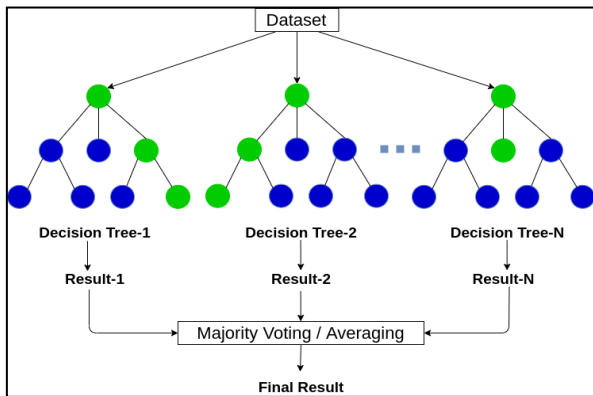 Dataset
Decision Tree-1
Decision Tree-2
Decision Tree-N
Result-1
Result-2
Result-N
Majority Voting / Averaging
Final Result